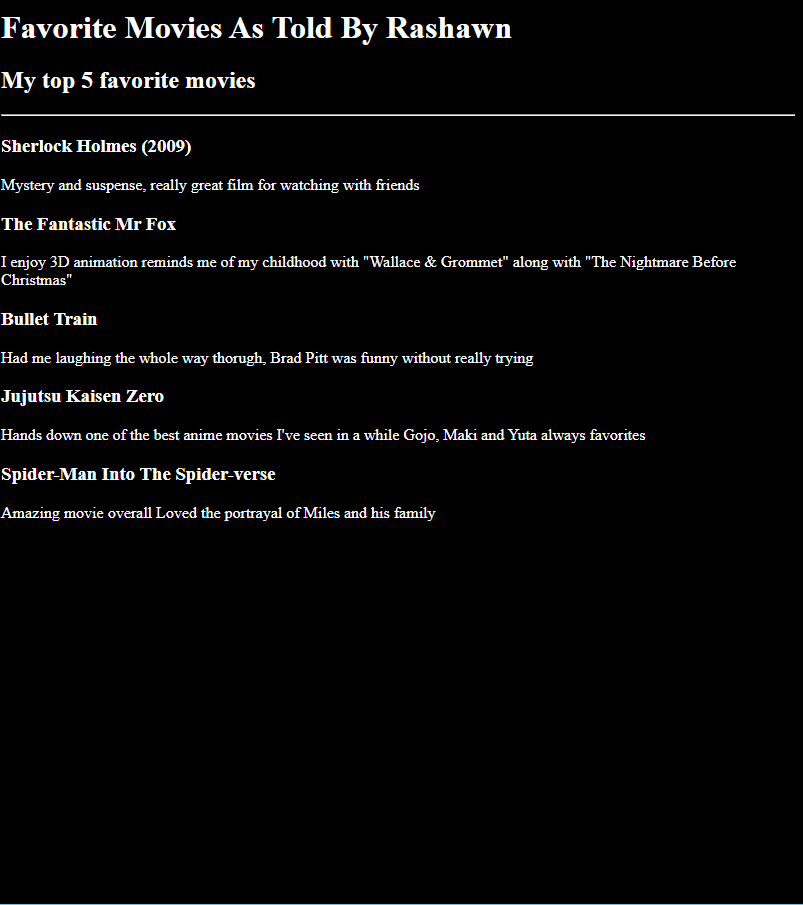 Favorite Movies As Told By Rashawn
My top 5 favorite movies
Sherlock Holmes (2009)
Mystery and suspense, really great film for watching with friends
The Fantastic Mr Fox
I enjoy 3D animation reminds me of my childhood with "Wallace & Grommet" along with "The Nightmare Before
Christmas"
Bullet Train
Had me laughing the whole way thorugh, Brad Pitt was funny without really trying
Jujutsu Kaisen Zero
Hands down one of the best anime movies I've seen in a while Gojo, Maki and Yuta always favorites
Spider-Man Into The Spider-verse
Amazing movie overall Loved the portrayal of Miles and his family